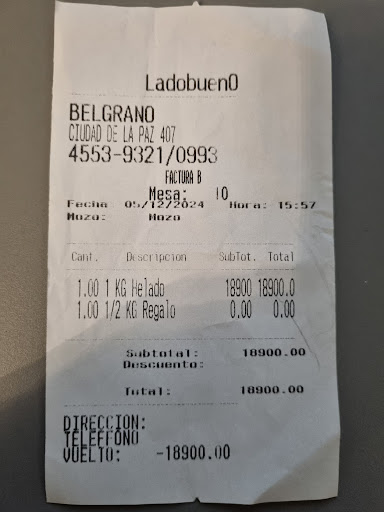 LadobuenO
BELGRANO
CIUDAD DE LA PAZ 407
4553-9321/0993
FACTURA B
Mesa: 10
Fecha 05/12/2024 Hora: 15:57
Mozo: Mozo
Cant. Descripcion SubTot. Total
1.00 1 KG Helado 18900 18900.0
1.00 1/2 KG Regalo 0.00 0.00
Subtotal: 18900.00
Descuento:
Total: 18900.00
DIRECCION:
TELEFFONO
VUELTO: -18900.00